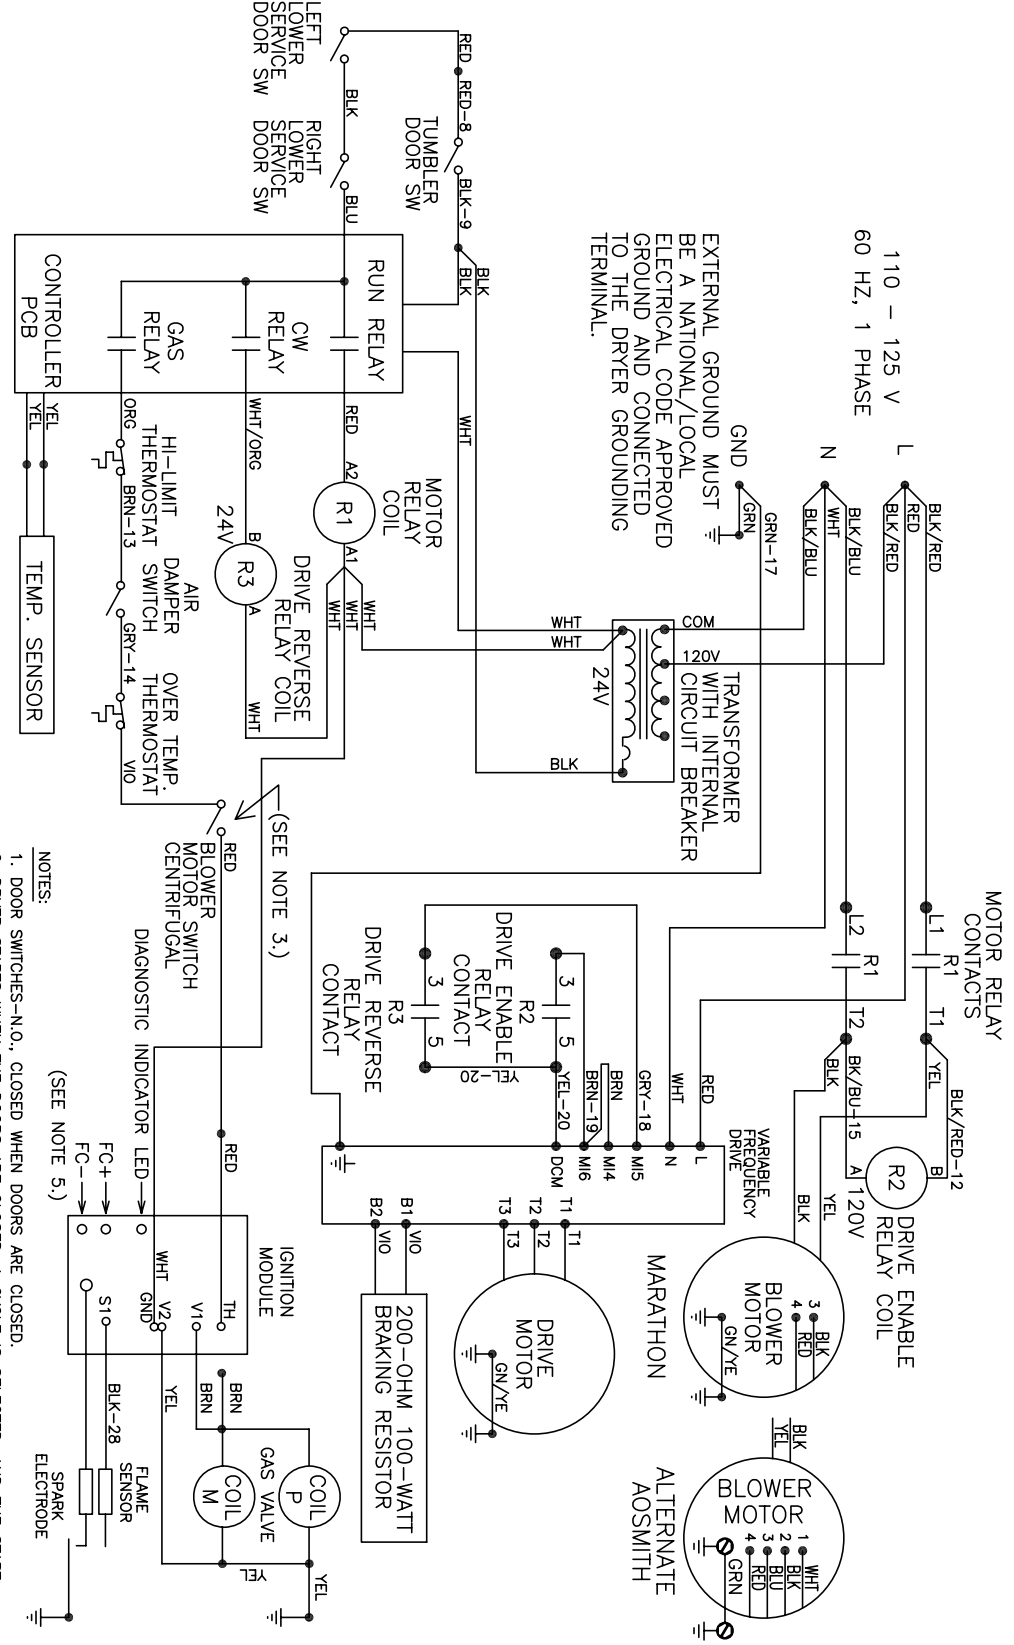 110 - 125 V
60 HZ, 1 PHASE
L
N
GND
EXTERNAL GROUND MUST
BE A NATIONAL/LOCAL
ELECTRICAL CODE APPROVED
GROUND AND CONNECTED
TO THE DRYER GROUNDING
TERMINAL.
BLK/RED
RED
BLK/RED
BLK/BLU
WHT
BLK/BLU
GRN-17
GRN
MOTOR RELAY
CONTACTS
L1
R1
T1
L2
R1
T2
YEL
BLK/RED-12
BLK
BK/BU-15
B
R2
A
120V
DRIVE ENABLE
RELAY COIL
YEL
BLK
BLOWER
MOTOR
3
4
BLK
RED
GN/YE
MARATHON
BLK
YEL
BLOWER
MOTOR
1
2
3
4
WHT
BLK
BLU
RED
GRN
ALTERNATE
AOSMITH
COM
120V
TRANSFORMER
WITH INTERNAL
CIRCUIT BREAKER
24V
WHT
WHT
BLK
RED
RED-8
BLK-9
BLK
BLK
TUMBLER
DOOR SW
LEFT
LOWER
SERVICE
DOOR SW
BLK
RIGHT
LOWER
SERVICE
DOOR SW
BLU
RUN RELAY
CW
RELAY
GAS
RELAY
CONTROLLER
PCB
WHT
RED
A2
R1
A1
MOTOR
RELAY
COIL
WHT
WHT
WHT
WHT/ORG
B
R3
A
24V
DRIVE REVERSE
RELAY COIL
WHT
ORG
HI-LIMIT
THERMOSTAT
BRN-13
AIR
DAMPER
SWITCH
GRY-14
OVER TEMP.
THERMOSTAT
VIO
YEL
YEL
TEMP. SENSOR
BLOWER
MOTOR SWITCH
CENTRIFUGAL
RED
(SEE NOTE 3.)
DRIVE ENABLE
RELAY
CONTACT
3
R2
5
DRIVE REVERSE
RELAY
CONTACT
3
R3
5
YEL-20
YEL-20
BRN-19
BRN
GRY-18
WHT
RED
VARIABLE
FREQUENCY
DRIVE
L
N
MI5
MI4
MI6
DCM
T1
T2
T3
T1
T2
T3
B1
B2
VIO
VIO
DRIVE
MOTOR
GN/YE
200-OHM 100-WATT
BRAKING RESISTOR
RED
IGNITION
MODULE
DIAGNOSTIC INDICATOR LED
FC+
FC-
(SEE NOTE 5.)
WHT
TH
V1
V2
GND
S1
BRN
BRN
YEL
BLK-28
COIL
P
COIL
M
GAS VALVE
YEL
YEL
FLAME
SENSOR
SPARK
ELECTRODE
NOTES:
1. DOOR SWITCHES-N.O., CLOSED WHEN DOORS ARE CLOSED.